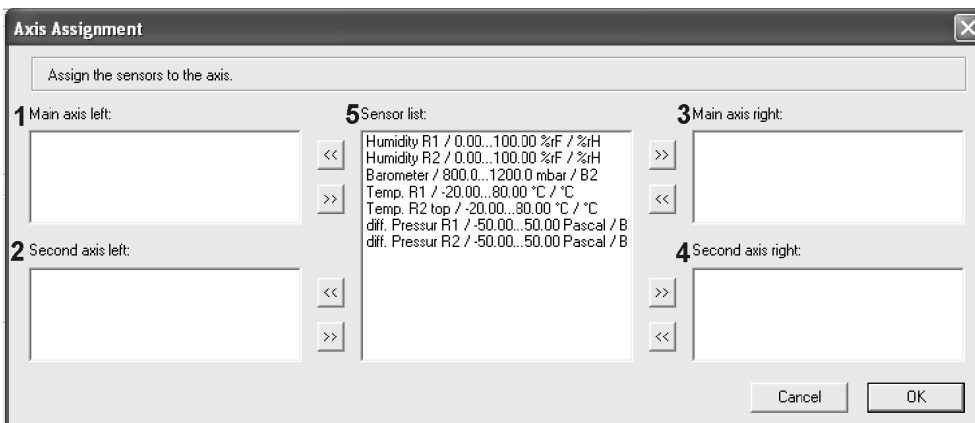 Axis Assignment
Assign the sensors to the axis.
1 Main axis left:
5 Sensor list:
3 Main axis right:
<<
>>
>>
<<
Humidity R1 / 0.00...100.00 %rF / %rH
Humidity R2 / 0.00...100.00 %rF / %rH
Barometer / 800.0...1200.0 mbar / B2
Temp. R1 / -20.00...80.00 °C / °C
Temp. R2 top / -20.00...80.00 °C / °C
diff. Pressur R1 / -50.00...50.00 Pascal / B
diff. Pressur R2 / -50.00...50.00 Pascal / B
2 Second axis left:
4 Second axis right:
<<
>>
>>
<<
Cancel
OK